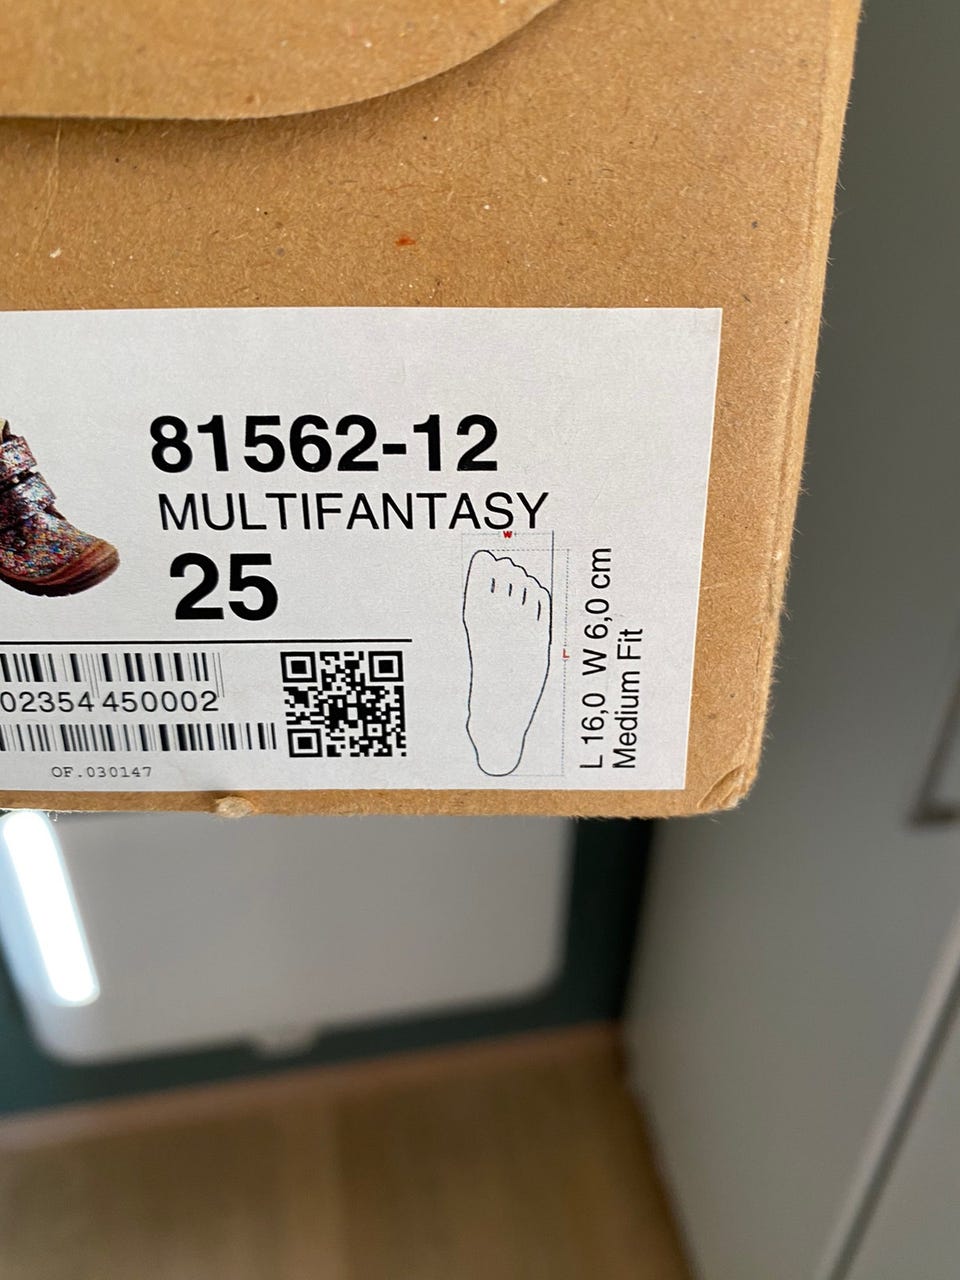 81562-12
MULTIFANTASY
25
W
L
L 16,0 W 6,0 cm
Medium Fit
02354 450002
OF.030147